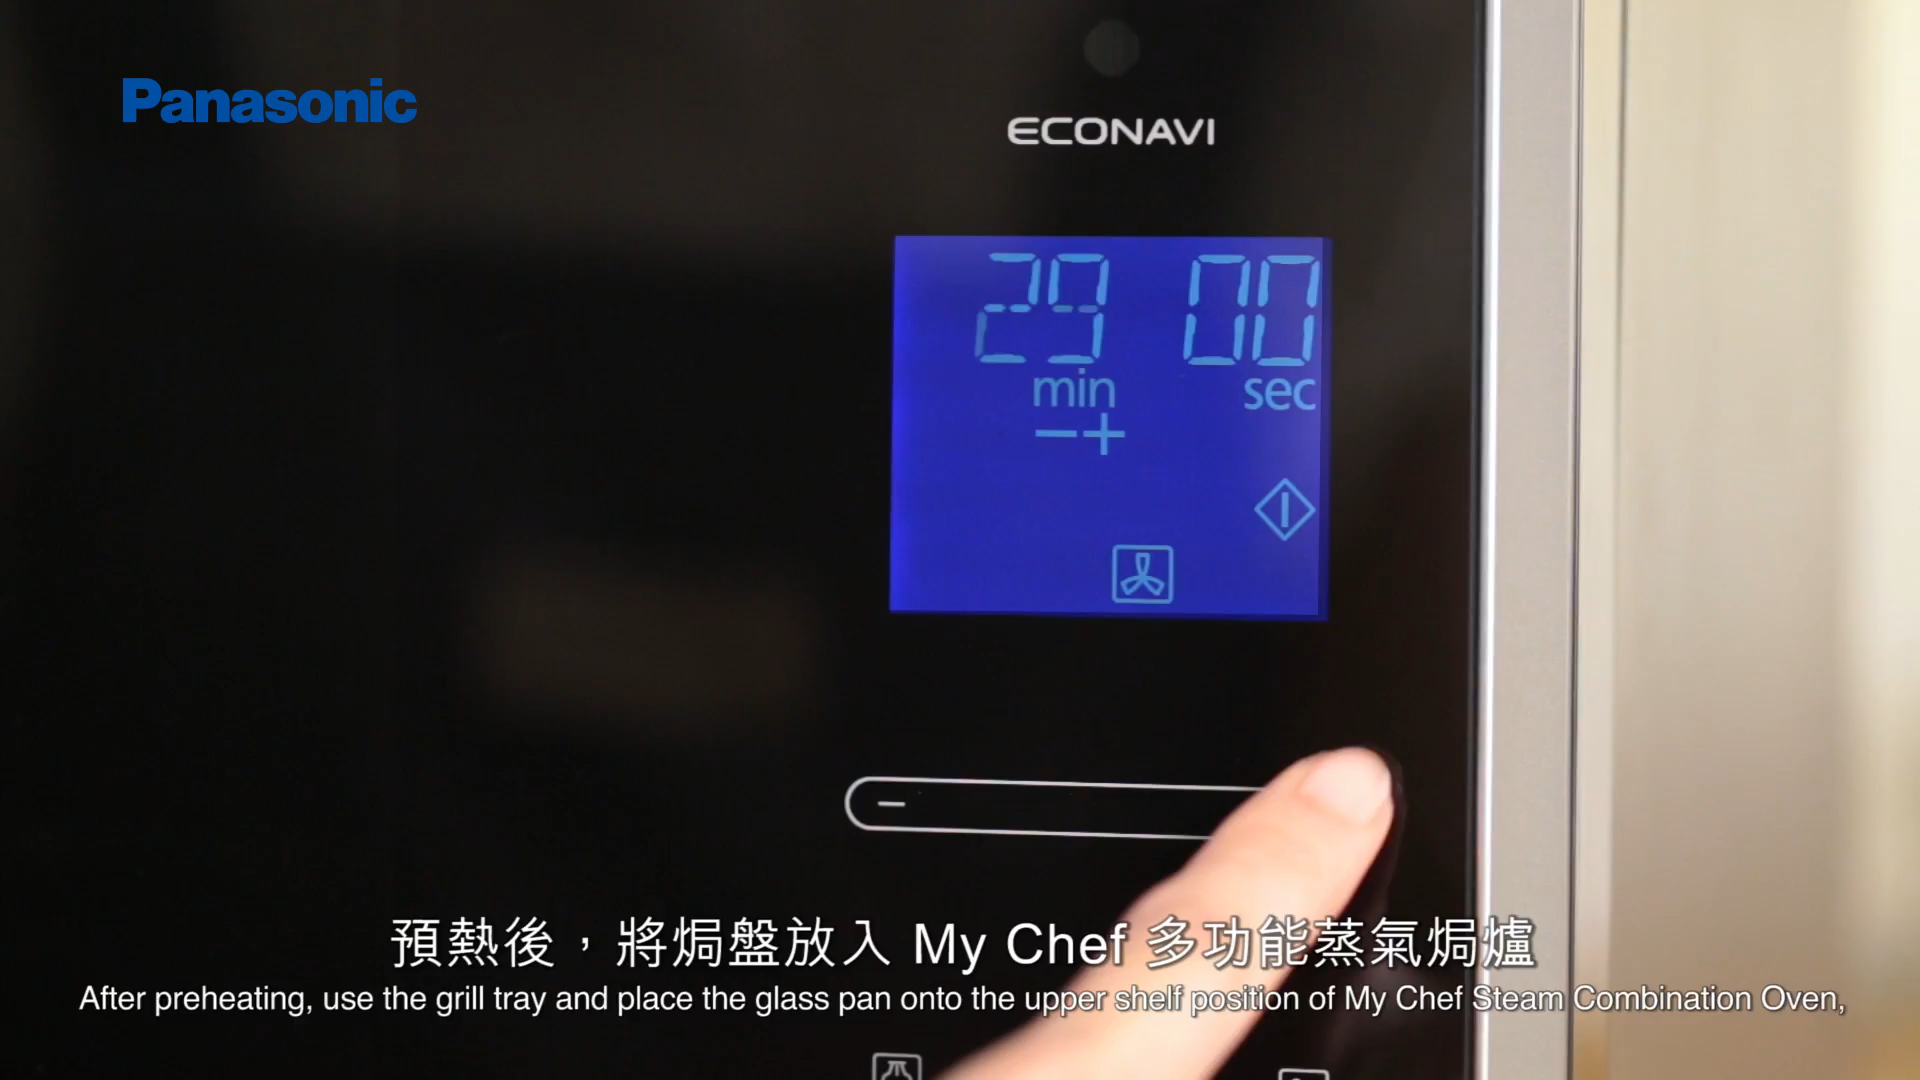 Panasonic
ECONAVI
29 00
min sec
−+
−
預熱後，將焗盤放入 My Chef 多功能蒸氣焗爐
After preheating, use the grill tray and place the glass pan onto the upper shelf position of My Chef Steam Combination Oven,